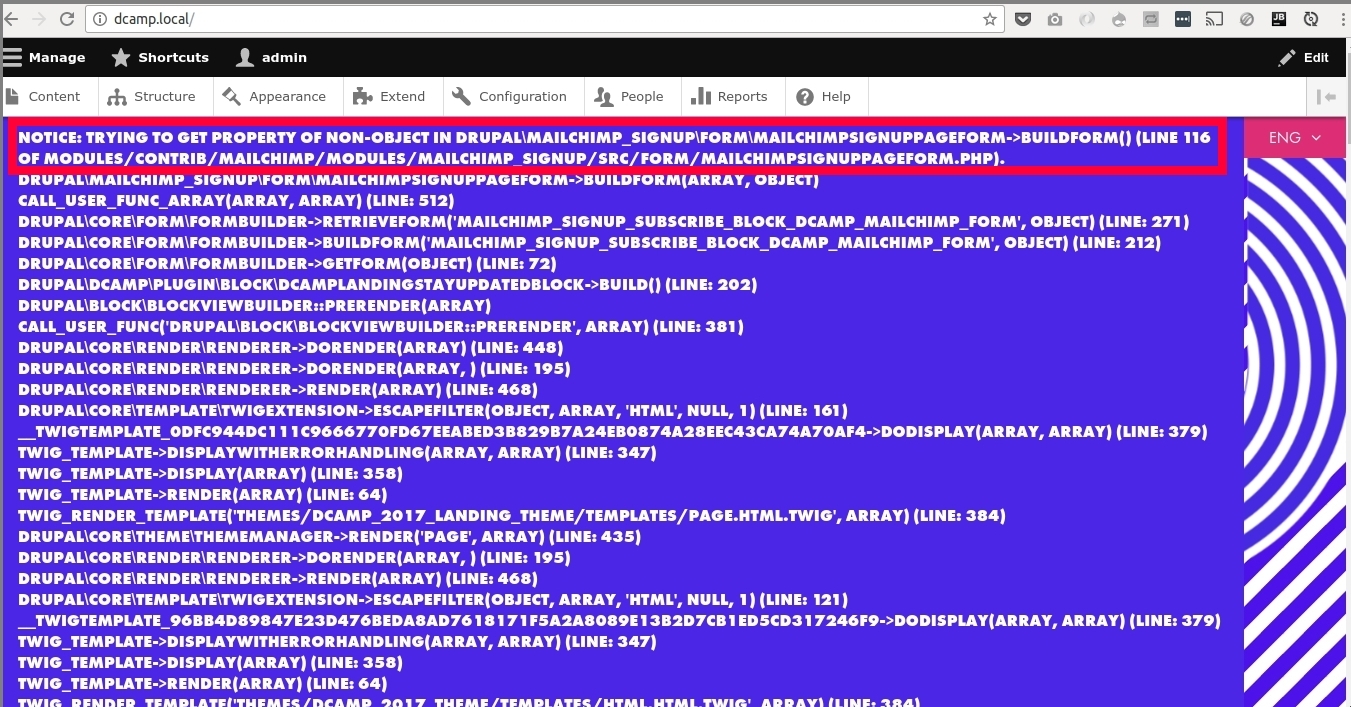 dcamp.local/
JB
Manage
Shortcuts
admin
Edit
Content
Structure
Appearance
Extend
Configuration
People
Reports
Help
ENG
NOTICE: TRYING TO GET PROPERTY OF NON-OBJECT IN DRUPAL\MAILCHIMP_SIGNUP\FORM\MAILCHIMPSIGNUPPAGEFORM->BUILDFORM() (LINE 116
OF MODULES/CONTRIB/MAILCHIMP/MODULES/MAILCHIMP_SIGNUP/SRC/FORM/MAILCHIMPSIGNUPPAGEFORM.PHP).
DRUPAL\MAILCHIMP_SIGNUP\FORM\MAILCHIMPSIGNUPPAGEFORM->BUILDFORM(ARRAY, OBJECT)
CALL_USER_FUNC_ARRAY(ARRAY, ARRAY) (LINE: 512)
DRUPAL\CORE\FORM\FORMBUILDER->RETRIEVEFORM('MAILCHIMP_SIGNUP_SUBSCRIBE_BLOCK_DCAMP_MAILCHIMP_FORM', OBJECT) (LINE: 271)
DRUPAL\CORE\FORM\FORMBUILDER->BUILDFORM('MAILCHIMP_SIGNUP_SUBSCRIBE_BLOCK_DCAMP_MAILCHIMP_FORM', OBJECT) (LINE: 212)
DRUPAL\CORE\FORM\FORMBUILDER->GETFORM(OBJECT) (LINE: 72)
DRUPAL\DCAMP\PLUGIN\BLOCK\DCAMPLANDINGSTAYUPDATEDBLOCK->BUILD() (LINE: 202)
DRUPAL\BLOCK\BLOCKVIEWBUILDER::PRERENDER(ARRAY)
CALL_USER_FUNC('DRUPAL\BLOCK\BLOCKVIEWBUILDER::PRERENDER', ARRAY) (LINE: 381)
DRUPAL\CORE\RENDER\RENDERER->DORENDER(ARRAY) (LINE: 448)
DRUPAL\CORE\RENDER\RENDERER->DORENDER(ARRAY, ) (LINE: 195)
DRUPAL\CORE\RENDER\RENDERER->RENDER(ARRAY) (LINE: 468)
DRUPAL\CORE\TEMPLATE\TWIGEXTENSION->ESCAPEFILTER(OBJECT, ARRAY, 'HTML', NULL, 1) (LINE: 161)
__TWIGTEMPLATE_0DFC944DC111C9666770FD67EEABED3B829B7A24EB0874A28EEC43CA74A70AF4->DODISPLAY(ARRAY, ARRAY) (LINE: 379)
TWIG_TEMPLATE->DISPLAYWITHERRORHANDLING(ARRAY, ARRAY) (LINE: 347)
TWIG_TEMPLATE->DISPLAY(ARRAY) (LINE: 358)
TWIG_TEMPLATE->RENDER(ARRAY) (LINE: 64)
TWIG_RENDER_TEMPLATE('THEMES/DCAMP_2017_LANDING_THEME/TEMPLATES/PAGE.HTML.TWIG', ARRAY) (LINE: 384)
DRUPAL\CORE\THEME\THEMEMANAGER->RENDER('PAGE', ARRAY) (LINE: 435)
DRUPAL\CORE\RENDER\RENDERER->DORENDER(ARRAY, ) (LINE: 195)
DRUPAL\CORE\RENDER\RENDERER->RENDER(ARRAY) (LINE: 468)
DRUPAL\CORE\TEMPLATE\TWIGEXTENSION->ESCAPEFILTER(OBJECT, ARRAY, 'HTML', NULL, 1) (LINE: 121)
__TWIGTEMPLATE_96BB4D89847E23D476BEDA8AD7618171F5A2A8089E13B2D7CB1ED5CD317246F9->DODISPLAY(ARRAY, ARRAY) (LINE: 379)
TWIG_TEMPLATE->DISPLAYWITHERRORHANDLING(ARRAY, ARRAY) (LINE: 347)
TWIG_TEMPLATE->DISPLAY(ARRAY) (LINE: 358)
TWIG_TEMPLATE->RENDER(ARRAY) (LINE: 64)
TWIG_RENDER_TEMPLATE('THEMES/DCAMP_2017_THEME/TEMPLATES/HTML.HTML.TWIG', ARRAY) (LINE: 384)